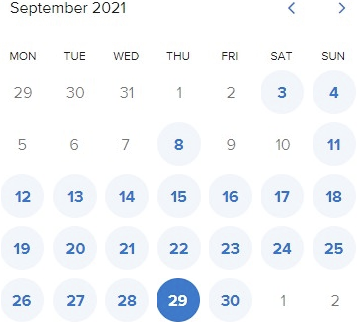 September 2021
MON TUE WED THU FRI SAT SUN
29 30 31 1 2 3 4
5 6 7 8 9 10 11
12 13 14 15 16 17 18
19 20 21 22 23 24 25
26 27 28 29 30 1 2